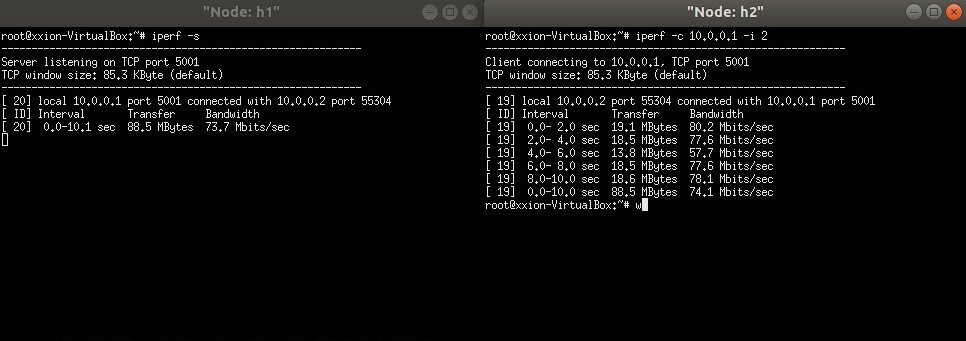 "Node: h1"
root@xxion-VirtualBox:~# iperf -s
------------------------------------------------------------
Server listening on TCP port 5001
TCP window size: 85.3 KByte (default)
------------------------------------------------------------
[ 20] local 10.0.0.1 port 5001 connected with 10.0.0.2 port 55304
[ ID] Interval       Transfer     Bandwidth
[ 20]  0.0-10.1 sec  88.5 MBytes  73.7 Mbits/sec
"Node: h2"
root@xxion-VirtualBox:~# iperf -c 10.0.0.1 -i 2
------------------------------------------------------------
Client connecting to 10.0.0.1, TCP port 5001
TCP window size: 85.3 KByte (default)
------------------------------------------------------------
[ 19] local 10.0.0.2 port 55304 connected with 10.0.0.1 port 5001
[ ID] Interval       Transfer     Bandwidth
[ 19]  0.0- 2.0 sec  19.1 MBytes  80.2 Mbits/sec
[ 19]  2.0- 4.0 sec  18.5 MBytes  77.6 Mbits/sec
[ 19]  4.0- 6.0 sec  13.8 MBytes  57.7 Mbits/sec
[ 19]  6.0- 8.0 sec  18.5 MBytes  77.6 Mbits/sec
[ 19]  8.0-10.0 sec  18.6 MBytes  78.1 Mbits/sec
[ 19]  0.0-10.0 sec  88.5 MBytes  74.1 Mbits/sec
root@xxion-VirtualBox:~# w